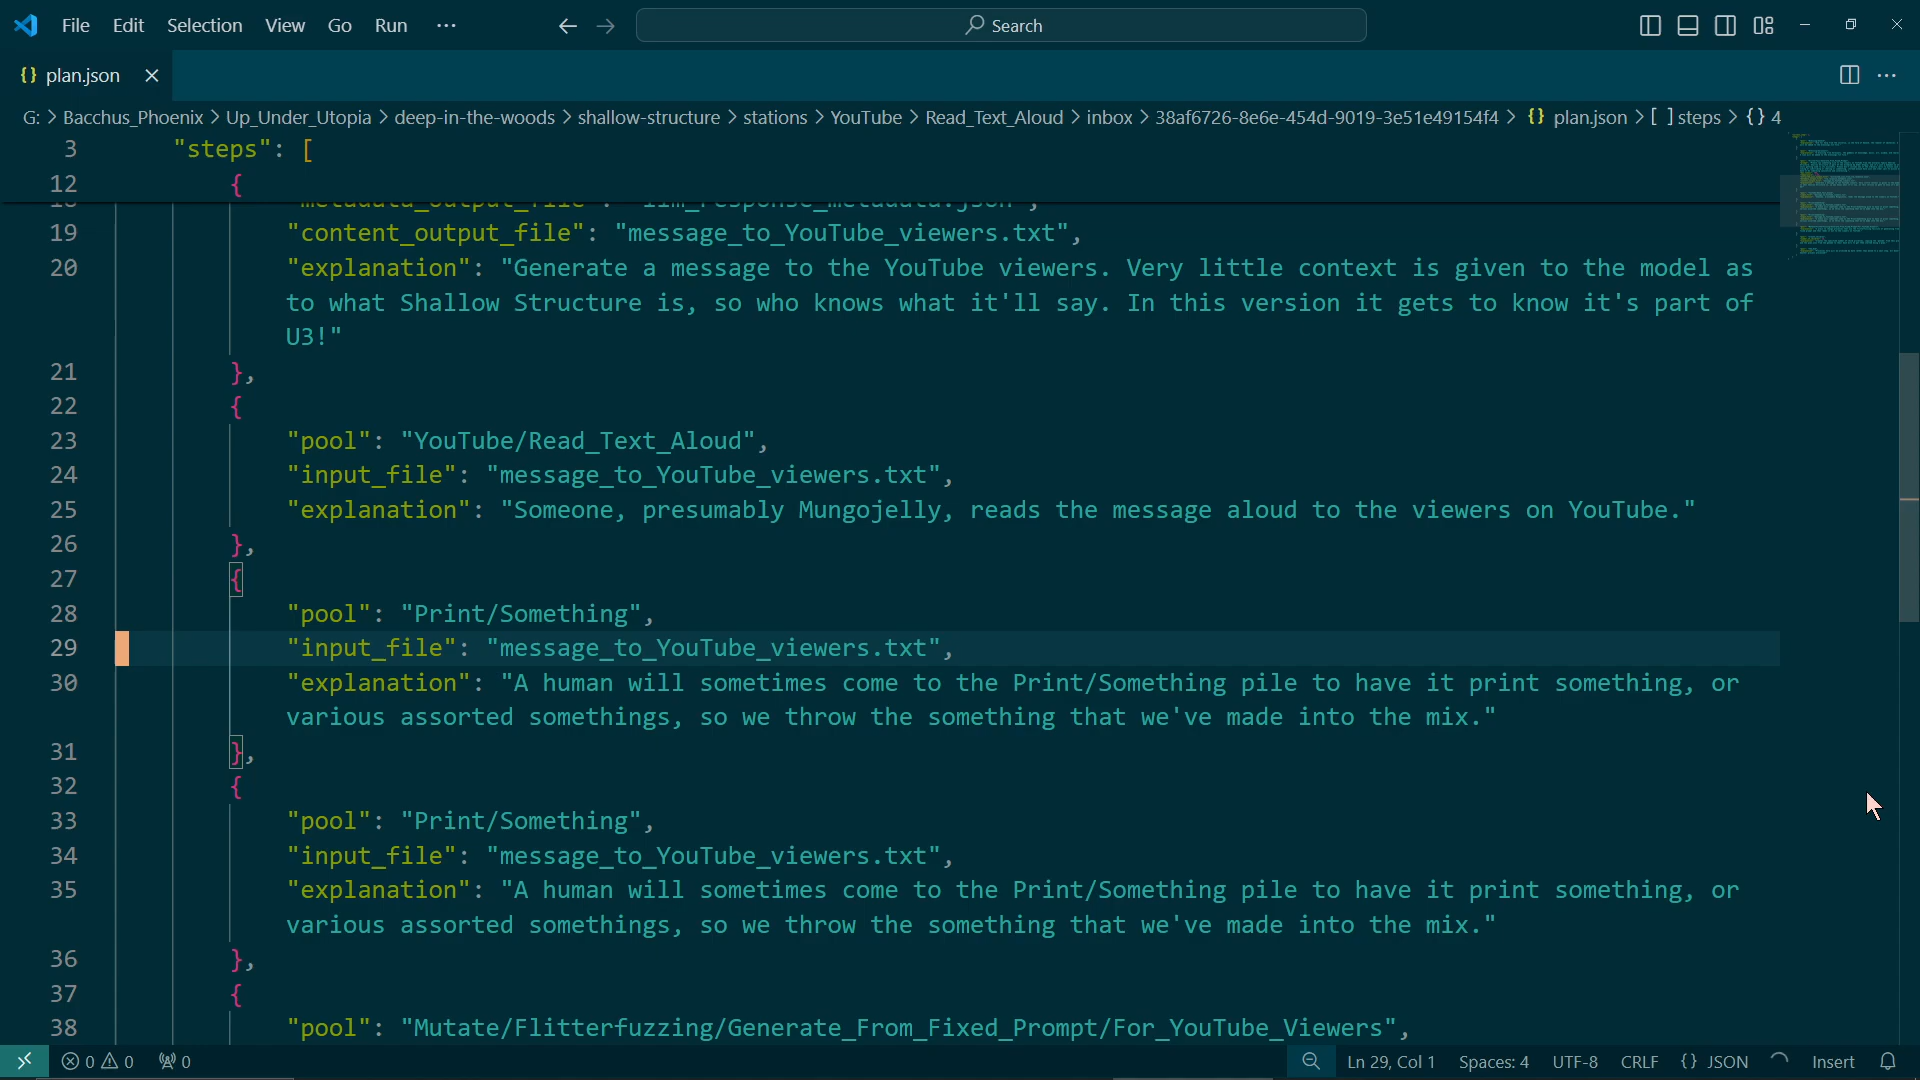 File Edit Selection View Go Run ··· Search
{} plan.json
G: > Bacchus_Phoenix > Up_Under_Utopia > deep-in-the-woods > shallow-structure > stations > YouTube > Read_Text_Aloud > inbox > 38af6726-8e6e-454d-9019-3e51e49154f4 > {} plan.json > [ ] steps > {} 4
3 "steps": [
12 {
19 "content_output_file": "message_to_YouTube_viewers.txt",
20 "explanation": "Generate a message to the YouTube viewers. Very little context is given to the model as
to what Shallow Structure is, so who knows what it'll say. In this version it gets to know it's part of
U3!"
21 },
22 {
23 "pool": "YouTube/Read_Text_Aloud",
24 "input_file": "message_to_YouTube_viewers.txt",
25 "explanation": "Someone, presumably Mungojelly, reads the message aloud to the viewers on YouTube."
26 },
27 {
28 "pool": "Print/Something",
29 "input_file": "message_to_YouTube_viewers.txt",
30 "explanation": "A human will sometimes come to the Print/Something pile to have it print something, or
various assorted somethings, so we throw the something that we've made into the mix."
31 },
32 {
33 "pool": "Print/Something",
34 "input_file": "message_to_YouTube_viewers.txt",
35 "explanation": "A human will sometimes come to the Print/Something pile to have it print something, or
various assorted somethings, so we throw the something that we've made into the mix."
36 },
37 {
38 "pool": "Mutate/Flitterfuzzing/Generate_From_Fixed_Prompt/For_YouTube_Viewers",
0 0 0 Ln 29, Col 1 Spaces: 4 UTF-8 CRLF {} JSON Insert